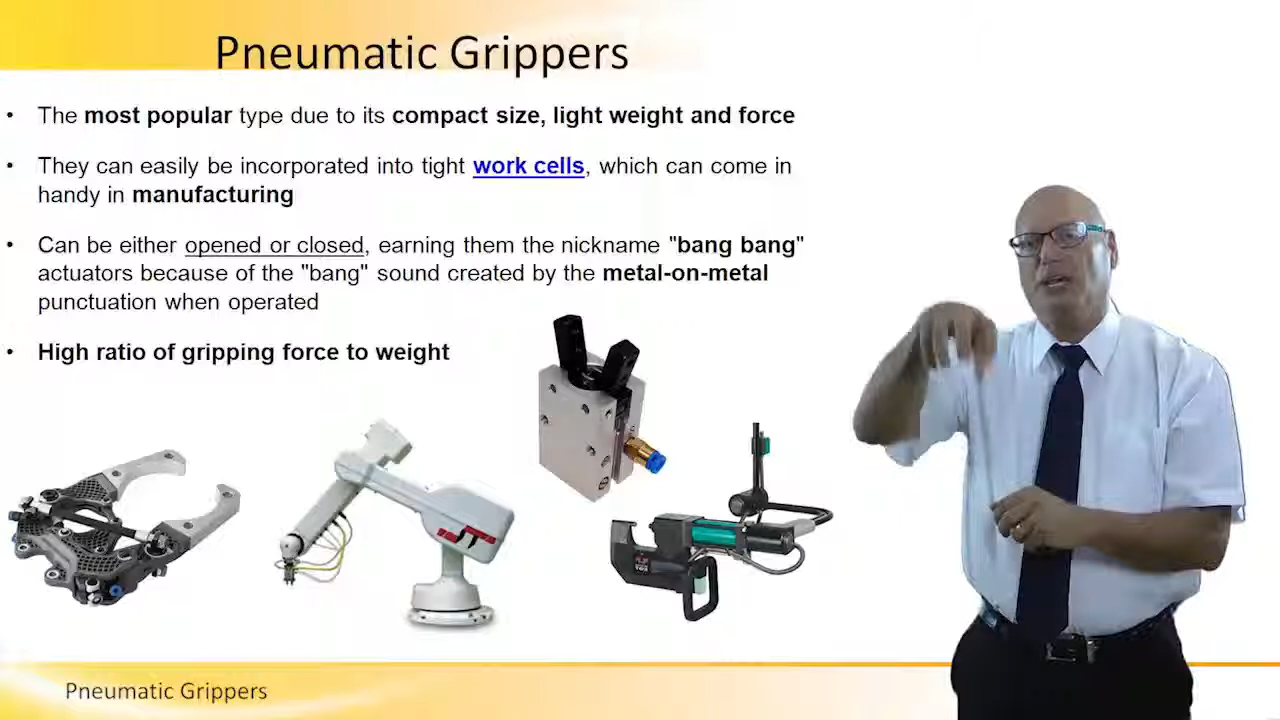 Pneumatic Grippers
• The most popular type due to its compact size, light weight and force
• They can easily be incorporated into tight work cells, which can come in
handy in manufacturing
• Can be either opened or closed, earning them the nickname "bang bang"
actuators because of the "bang" sound created by the metal-on-metal
punctuation when operated
• High ratio of gripping force to weight
Pneumatic Grippers